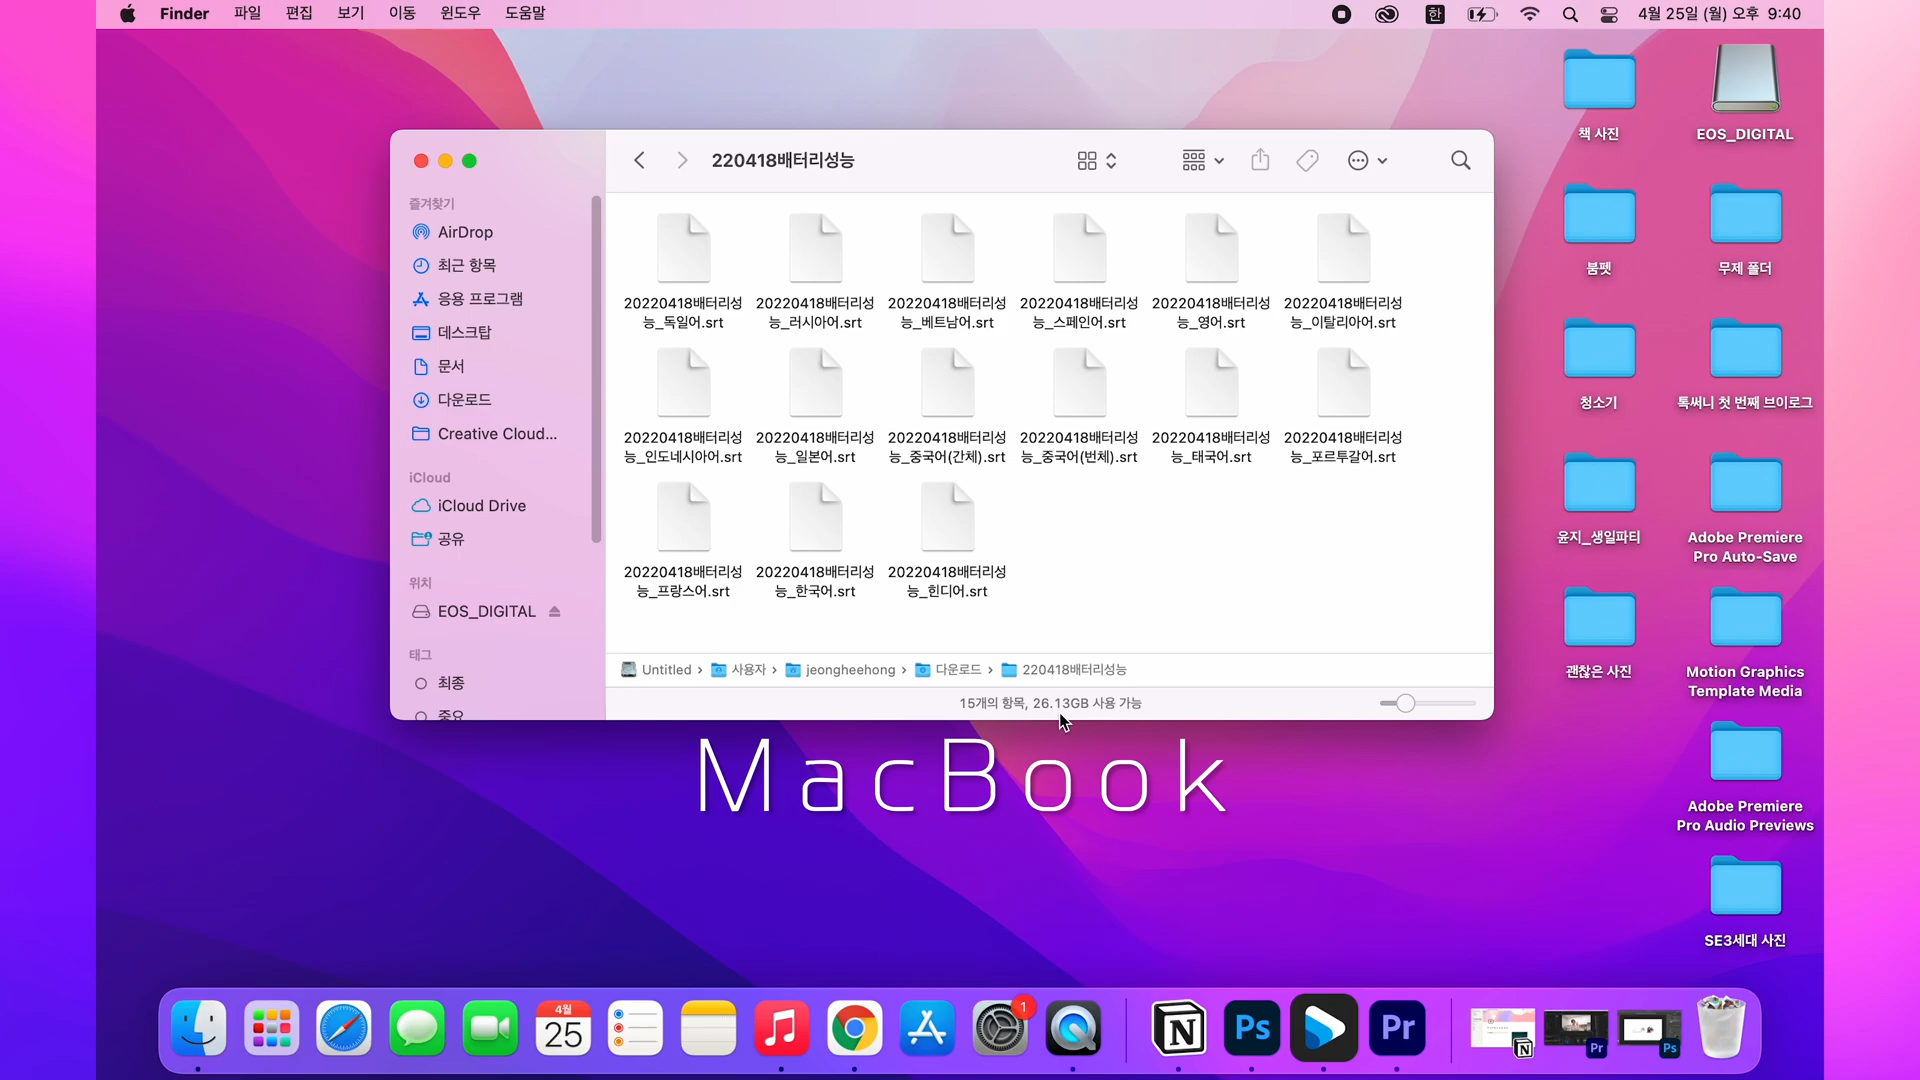 Finder 파일 편집 보기 이동 윈도우 도움말 한 4월 25일 (월) 오후 9:40
220418배터리성능
즐겨찾기
AirDrop
최근 항목
응용 프로그램
데스크탑
문서
다운로드
Creative Cloud...
iCloud
iCloud Drive
공유
위치
EOS_DIGITAL
태그
최종
중요
20220418배터리성
능_독일어.srt
20220418배터리성
능_러시아어.srt
20220418배터리성
능_베트남어.srt
20220418배터리성
능_스페인어.srt
20220418배터리성
능_영어.srt
20220418배터리성
능_이탈리아어.srt
20220418배터리성
능_인도네시아어.srt
20220418배터리성
능_일본어.srt
20220418배터리성
능_중국어(간체).srt
20220418배터리성
능_중국어(번체).srt
20220418배터리성
능_태국어.srt
20220418배터리성
능_포르투갈어.srt
20220418배터리성
능_프랑스어.srt
20220418배터리성
능_한국어.srt
20220418배터리성
능_힌디어.srt
Untitled › 사용자 › jeongheehong › 다운로드 › 220418배터리성능
15개의 항목, 26.13GB 사용 가능
책 사진
EOS_DIGITAL
붐펫
무제 폴더
청소기
톡써니 첫 번째 브이로그
윤지_생일파티
Adobe Premiere
Pro Auto-Save
괜찮은 사진
Motion Graphics
Template Media
Adobe Premiere
Pro Audio Previews
SE3세대 사진
MacBook
4월
25
1
N
Ps
Pr
N
Pr
Ps